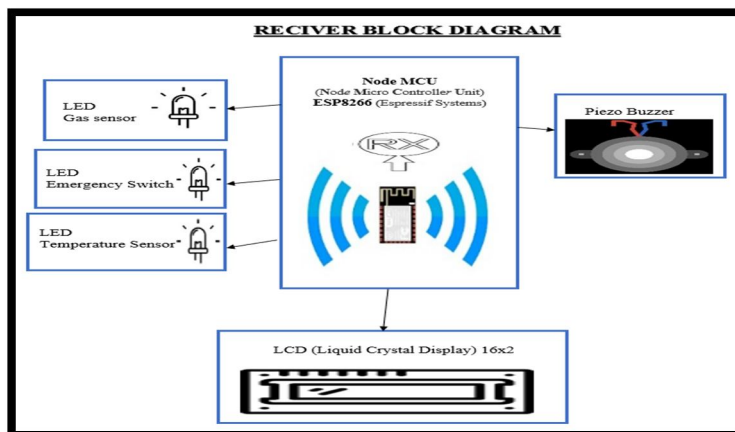 RECIVER BLOCK DIAGRAM
LED
Gas sensor
LED
Emergency Switch
LED
Temperature Sensor
Node MCU
(Node Micro Controller Unit)
ESP8266 (Espressif Systems)
RX
Piezo Buzzer
LCD (Liquid Crystal Display) 16x2